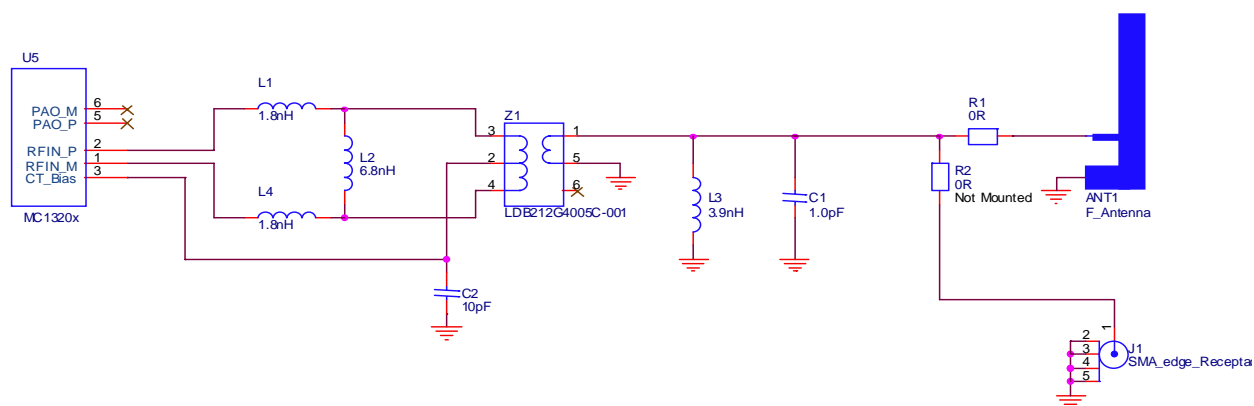 U5
PAO_M
PAO_P
RFIN_P
RFIN_M
CT_Bias
6
5
2
1
3
MC1320x
L1
1.8nH
L2
6.8nH
L4
1.8nH
C2
10pF
Z1
3
2
4
1
5
6
LDB212G4005C-001
L3
3.9nH
C1
1.0pF
R1
0R
R2
0R
Not Mounted
ANT1
F_Antenna
1
2
3
4
5
J1
SMA_edge_Receptac